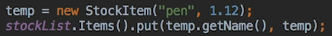 temp = new StockItem("pen", 1.12);
stockList.Items().put(temp.getName(), temp);